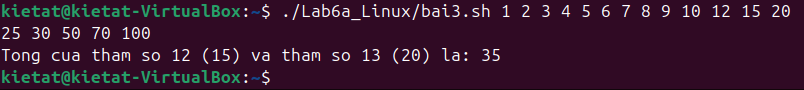 kietat@kietat-VirtualBox:~$ ./Lab6a_Linux/bai3.sh 1 2 3 4 5 6 7 8 9 10 12 15 20
25 30 50 70 100
Tong cua tham so 12 (15) va tham so 13 (20) la: 35
kietat@kietat-VirtualBox:~$